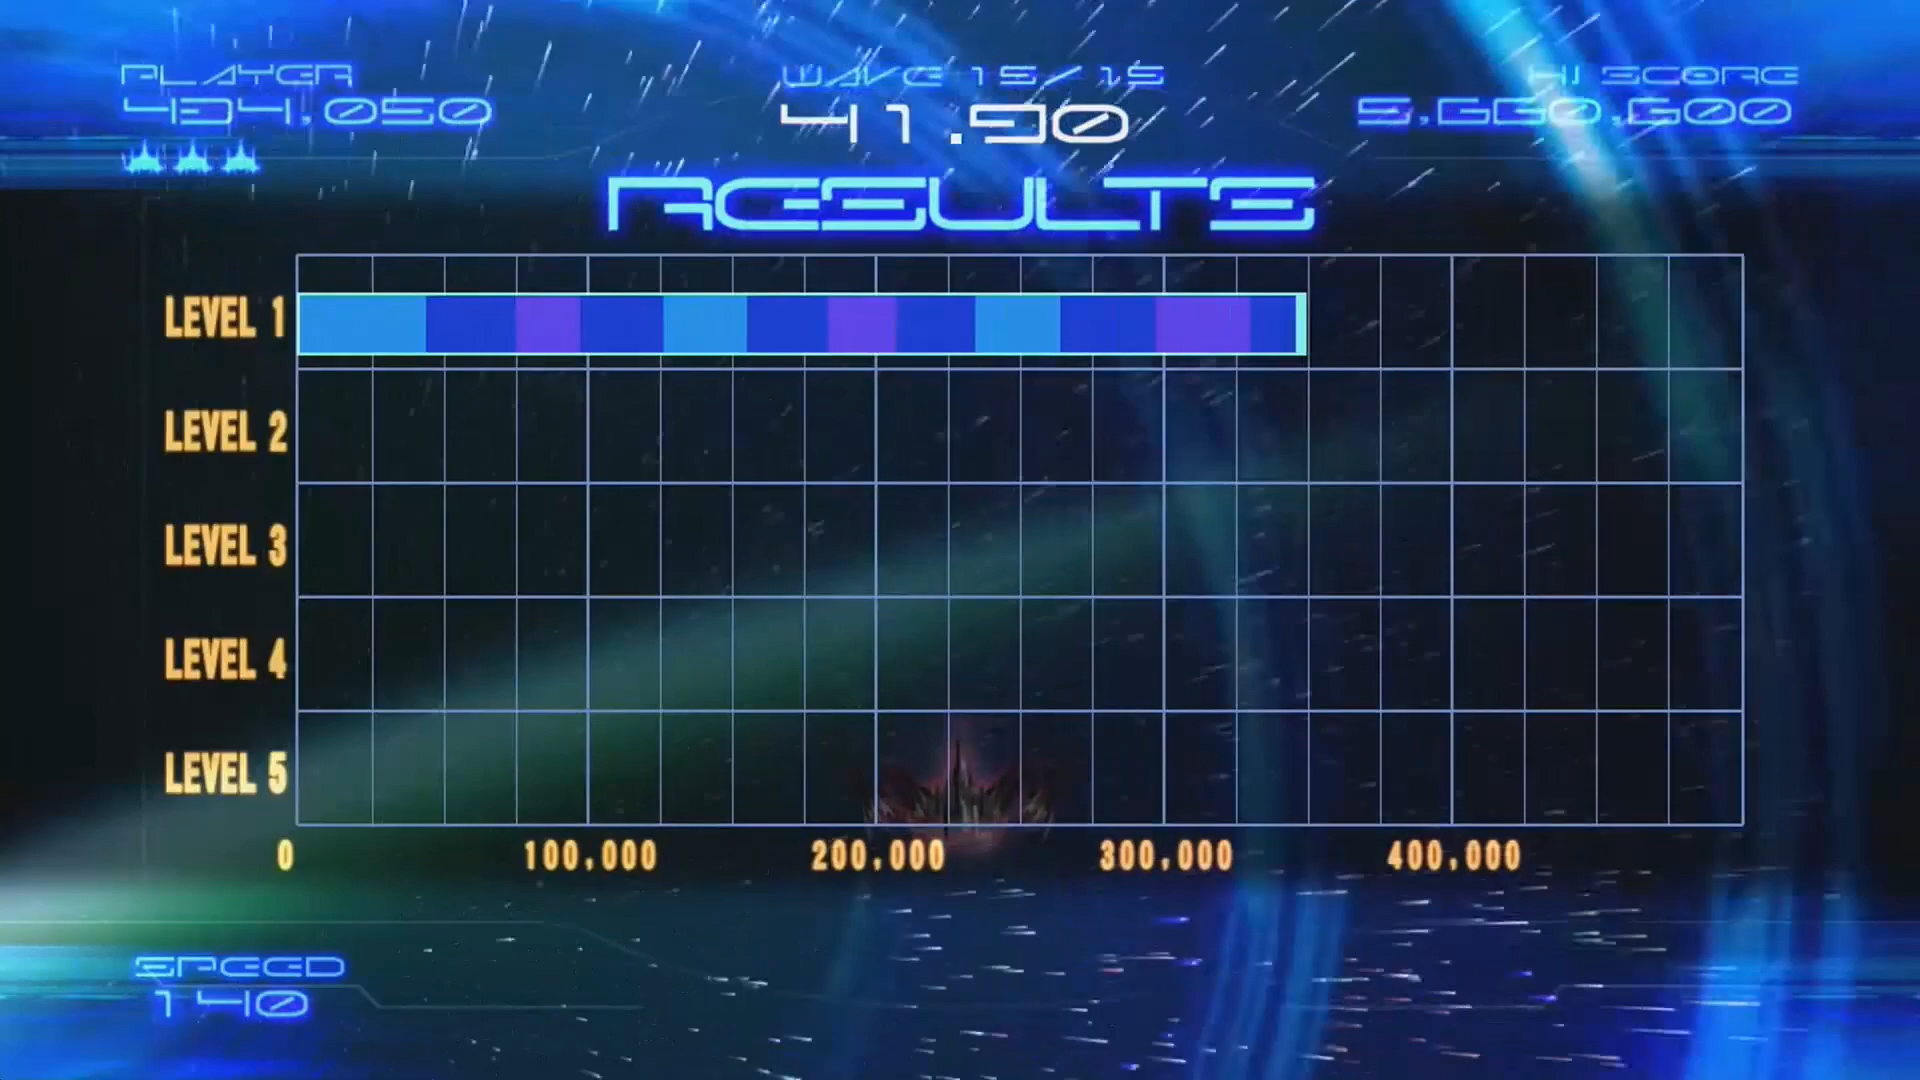 PLAYER
434,050
WAVE 15/15
41.90
HI SCORE
5,660,600
RESULTS
LEVEL 1
LEVEL 2
LEVEL 3
LEVEL 4
LEVEL 5
0 100,000 200,000 300,000 400,000
SPEED
140